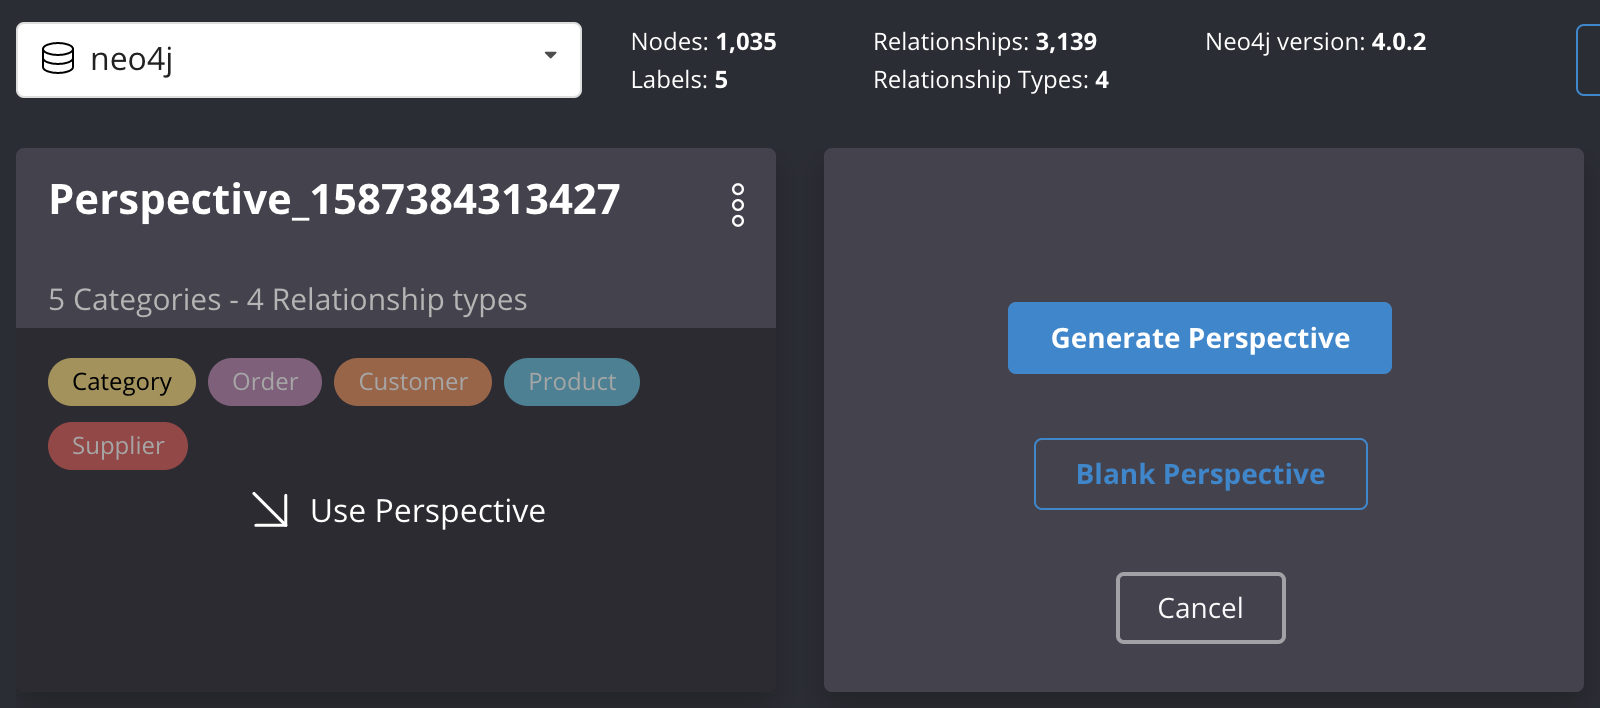 neo4j
Nodes: 1,035
Labels: 5
Relationships: 3,139
Relationship Types: 4
Neo4j version: 4.0.2
Perspective_1587384313427
5 Categories - 4 Relationship types
Category Order Customer Product
Supplier
Use Perspective
Generate Perspective
Blank Perspective
Cancel